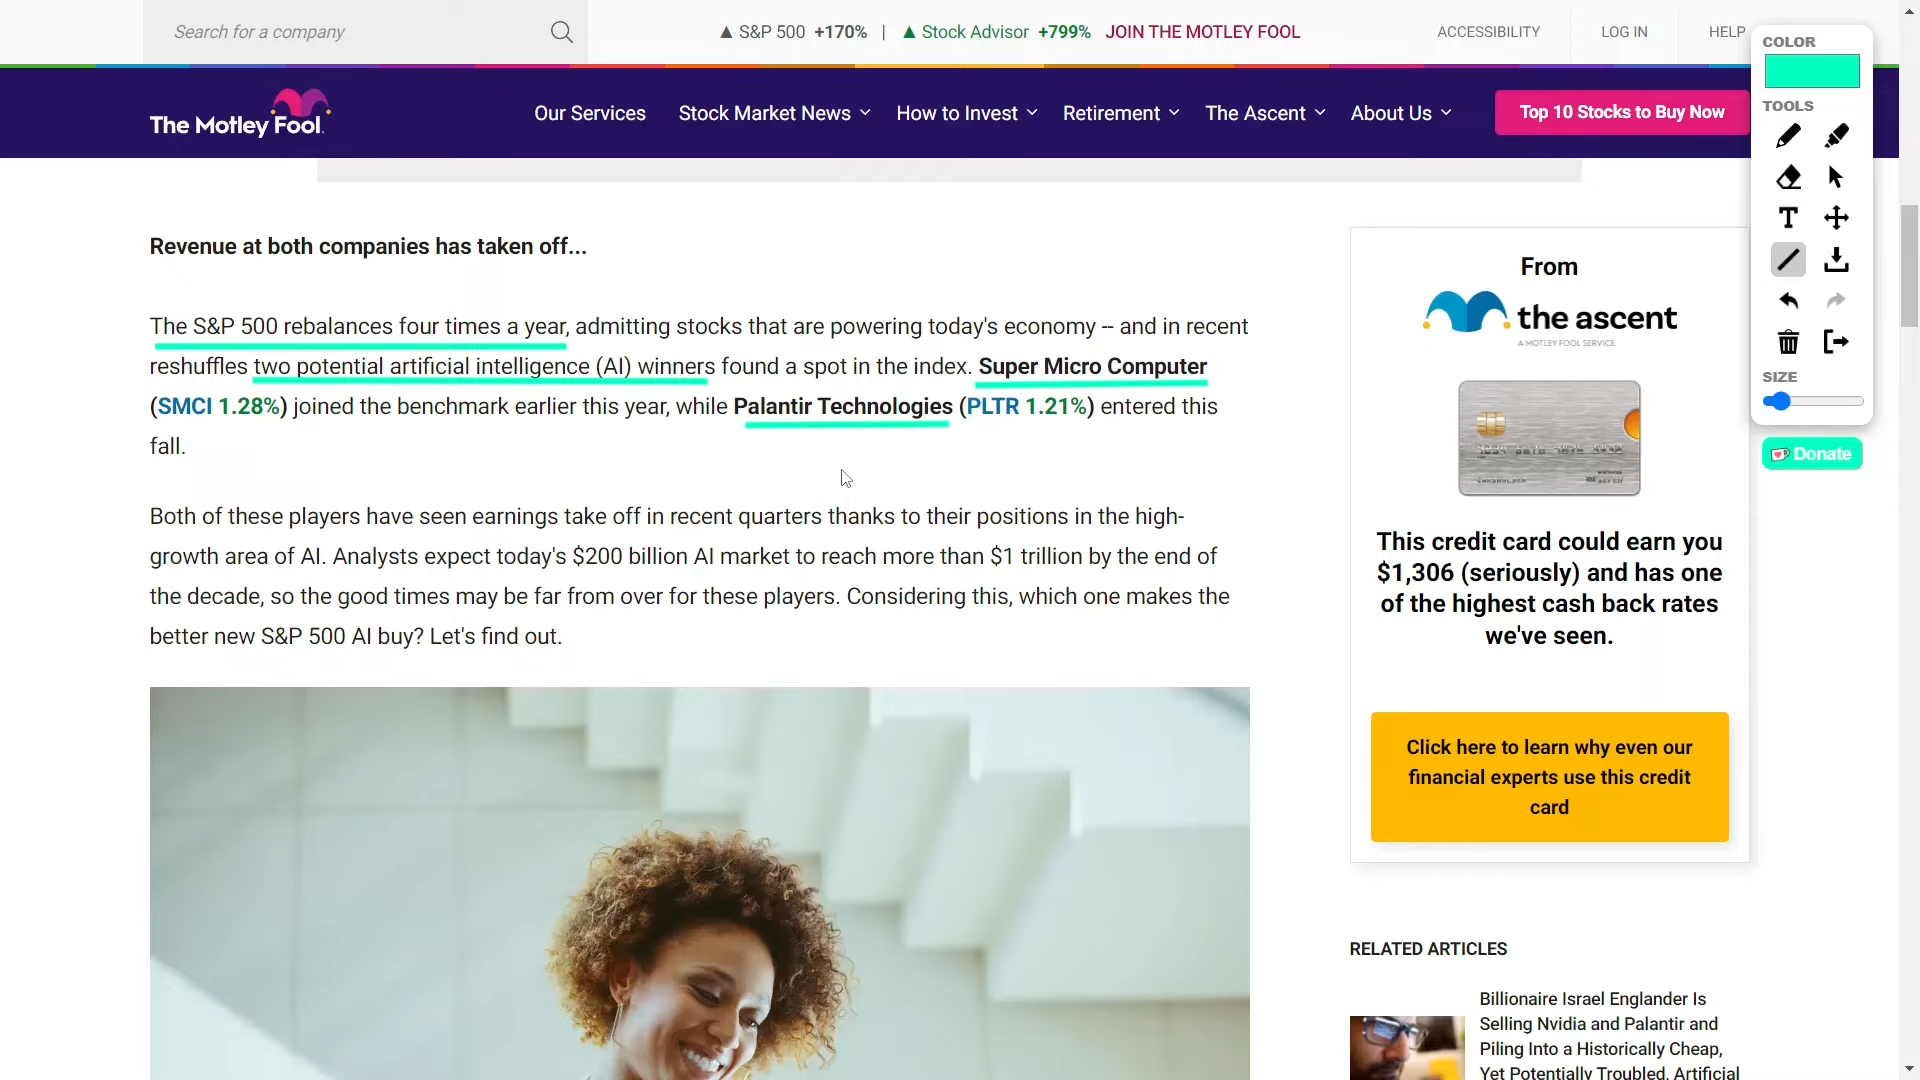 Search for a company
▲ S&P 500 +170% | ▲ Stock Advisor +799% JOIN THE MOTLEY FOOL
ACCESSIBILITY LOG IN HELP
The Motley Fool.
Our Services Stock Market News How to Invest Retirement The Ascent About Us
Top 10 Stocks to Buy Now
COLOR
TOOLS
SIZE
Donate
Revenue at both companies has taken off...
The S&P 500 rebalances four times a year, admitting stocks that are powering today's economy -- and in recent
reshuffles two potential artificial intelligence (AI) winners found a spot in the index. Super Micro Computer
(SMCI 1.28%) joined the benchmark earlier this year, while Palantir Technologies (PLTR 1.21%) entered this
fall.
Both of these players have seen earnings take off in recent quarters thanks to their positions in the high-
growth area of AI. Analysts expect today's $200 billion AI market to reach more than $1 trillion by the end of
the decade, so the good times may be far from over for these players. Considering this, which one makes the
better new S&P 500 AI buy? Let's find out.
From
the ascent
A MOTLEY FOOL SERVICE
This credit card could earn you
$1,306 (seriously) and has one
of the highest cash back rates
we've seen.
Click here to learn why even our
financial experts use this credit
card
RELATED ARTICLES
Billionaire Israel Englander Is
Selling Nvidia and Palantir and
Piling Into a Historically Cheap,
Yet Potentially Troubled, Artificial